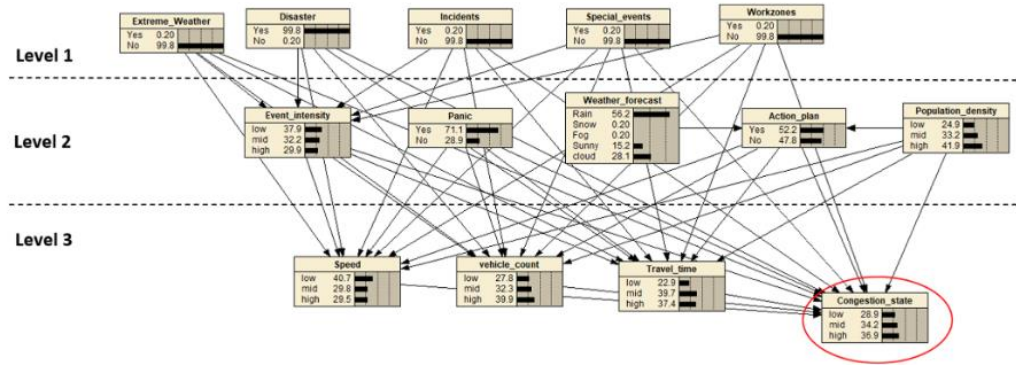 Level 1
Extreme_Weather
Yes 0.20
No 99.8
Disaster
Yes 99.8
No 0.20
Incidents
Yes 0.20
No 99.8
Special_events
Yes 0.20
No 99.8
Workzones
Yes 0.20
No 99.8
Level 2
Event_intensity
low 37.9
mid 32.2
high 29.9
Panic
Yes 71.1
No 28.9
Weather_forecast
Rain 56.2
Snow 0.20
Fog 0.20
Sunny 15.2
cloud 28.1
Action_plan
Yes 52.2
No 47.8
Population_density
low 24.9
mid 33.2
high 41.9
Level 3
Speed
low 40.7
mid 29.8
high 29.5
vehicle_count
low 27.8
mid 32.3
high 39.9
Travel_time
low 22.9
mid 39.7
high 37.4
Congestion_state
low 28.9
mid 34.2
high 36.9